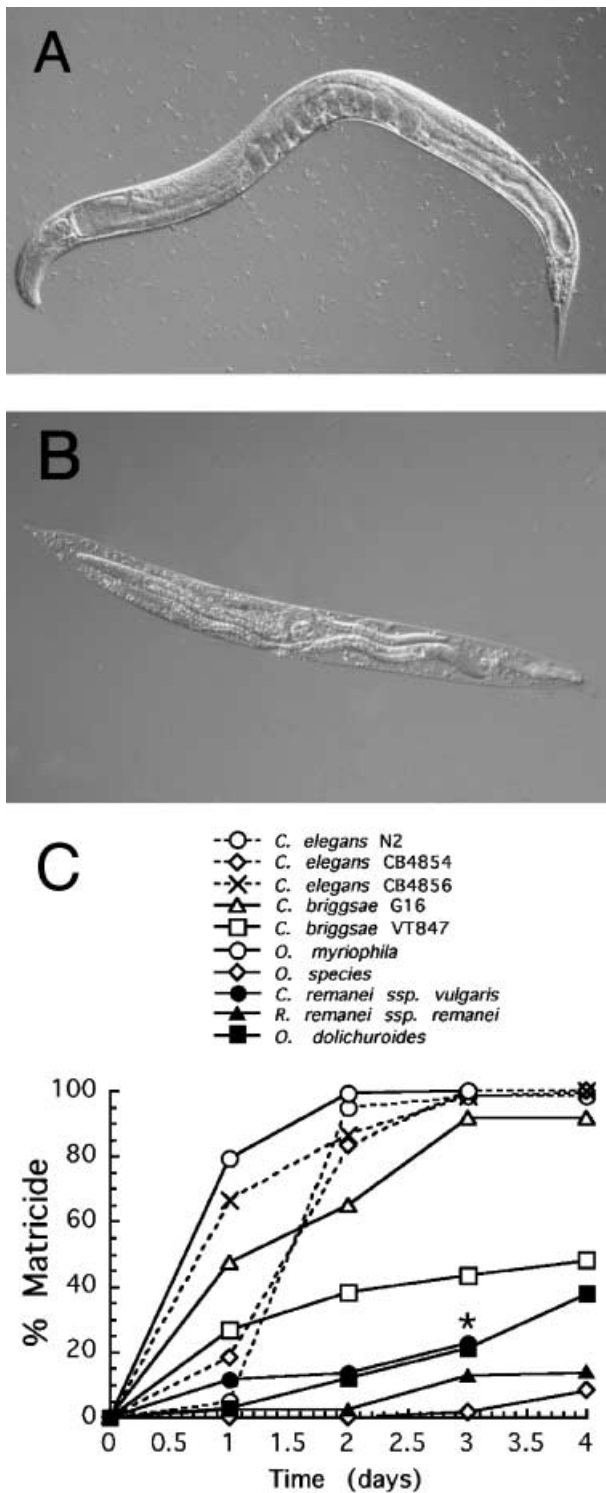 A
B
C
C. elegans N2
C. elegans CB4854
C. elegans CB4856
C. briggsae G16
C. briggsae VT847
O. myriophila
O. species
C. remanei ssp. vulgaris
R. remanei ssp. remanei
O. dolichuroides
100
80
60
40
20
0
% Matricide
*
0 0.5 1 1.5 2 2.5 3 3.5 4
Time (days)